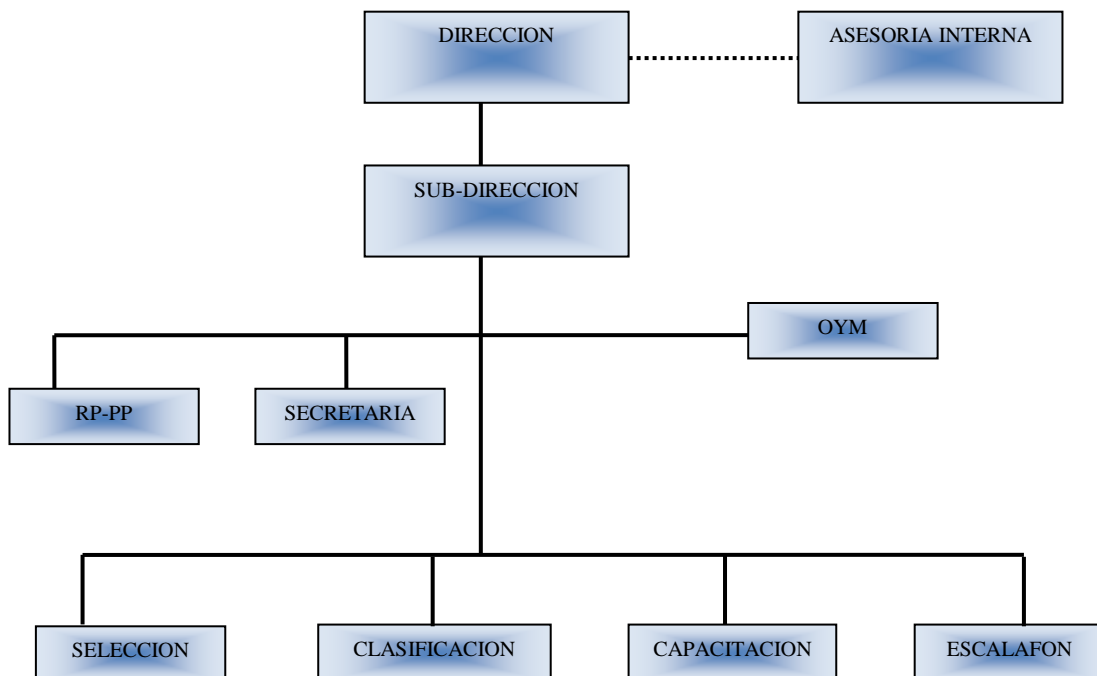 DIRECCION
ASESORIA INTERNA
SUB-DIRECCION
OYM
RP-PP
SECRETARIA
SELECCION
CLASIFICACION
CAPACITACION
ESCALAFON